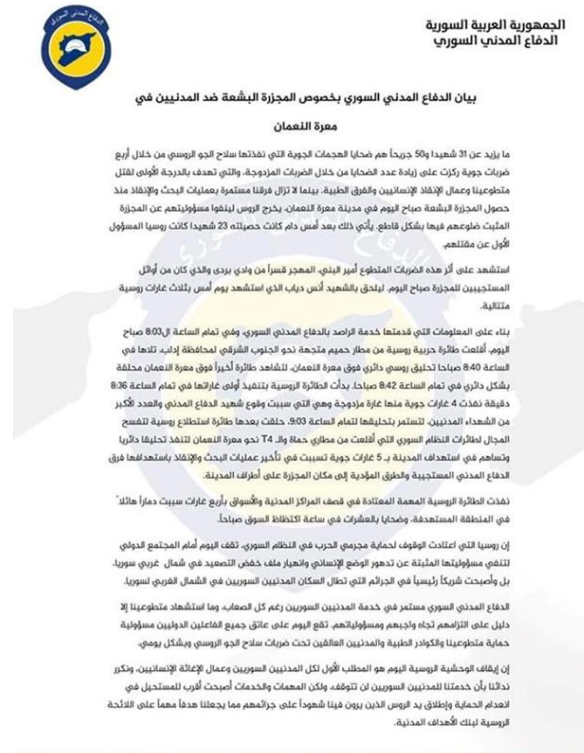 الجمهورية العربية السورية
الدفاع المدني السوري
بيان الدفاع المدني السوري بخصوص المجزرة البشعة ضد المدنيين في
معرة النعمان
ما يزيد عن 31 شهيدا و50 جريحاً هم ضحايا الهجمات الجوية التي نفذتها سلاح الجو الروسي من خلال أربع
ضربات جوية ركزت على زيادة عدد الضحايا من خلال الضربات المزدوجة، والتي تهدف بالدرجة الأولى لقتل
متطوعينا وعمال الإنقاذ الإنسانيين والفرق الطبية. بينما لا تزال فرقنا مستمرة بعمليات البحث والإنقاذ منذ
حصول المجزرة البشعة صباح اليوم في مدينة معرة النعمان، يخرج الروس لينفوا مسؤوليتهم عن المجزرة
المثبت ضلوعهم فيها بشكل قاطع. يأتي ذلك بعد أمس دام كانت حصيلته 23 شهيدا كانت روسيا المسؤول
الأول عن مقتلهم.
استشهد على أثر هذه الضربات المتطوع أمير البني، المهجر قسراً من وادي بردى والذي كان من أوائل
المستجيبين للمجزرة صباح اليوم. ليلحق بالشهيد أنس دياب الذي استشهد يوم أمس بثلاث غارات روسية
متتالية.
بناء على المعلومات التي قدمتها خدمة الراصد بالدفاع المدني السوري، وفي تمام الساعة ال8:03 صباح
اليوم، أقلعت طائرة حربية روسية من مطار حميم متجهة نحو الجنوب الشرقي لمحافظة إدلب، تلاها في
الساعة 8:40 صباحا تحليق روسي دائري فوق معرة النعمان، لتشاهد طائرة أخيراً فوق معرة النعمان محلقة
بشكل دائري في تمام الساعة 8:42 صباحا. بدأت الطائرة الروسية بتنفيذ أولى غاراتها في تمام الساعة 8:36
دقيقة نفذت 4 غارات جوية منها غارة مزدوجة وهي التي سببت وقوع شهيد الدفاع المدني والعدد الأكبر
من الشهداء المدنيين. لتستمر بتحليقها لتمام الساعة 9:03، حلقت بعدها طائرة استطلاع روسية لتفسح
المجال لطائرات النظام السوري التي أقلعت من مطاري حماة والـ T4 نحو معرة النعمان لتنفذ تحليقا دائريا
وتساهم في استهداف المدينة بـ 5 غارات جوية تسببت في تأخير عمليات البحث والإنقاذ باستهدافها فرق
الدفاع المدني المستجيبة والطرق المؤدية إلى مكان المجزرة على أطراف المدينة.
نفذت الطائرة الروسية المهمة المعتادة في قصف المراكز المدنية والأسواق بأربع غارات سببت دماراً هائلاً
في المنطقة المستهدفة، وضحايا بالعشرات في ساعة اكتظاظ السوق صباحاً.
إن روسيا التي اعتادت الوقوف لحماية مجرمي الحرب في النظام السوري، تقف اليوم أمام المجتمع الدولي
لتنفي مسؤوليتها المثبتة عن تدهور الوضع الإنساني وانهيار ملف خفض التصعيد في شمال غربي سوريا.
بل وأصبحت شريكاً رئيسياً في الجرائم التي تطال السكان المدنيين السوريين في الشمال الغربي لسوريا.
الدفاع المدني السوري مستمر في خدمة المدنيين السوريين رغم كل الصعاب، وما استشهاد متطوعينا إلا
دليل على التزامهم تجاه واجبهم ومسؤولياتهم. تقع اليوم على عاتق جميع الفاعلين الدوليين مسؤولية
حماية متطوعينا والكوادر الطبية والمدنيين العالقين تحت ضربات سلاح الجو الروسي وبشكل يومي.
إن إيقاف الوحشية الروسية اليوم هو المطلب الأول لكل المدنيين السوريين وعمال الإغاثة الإنسانيين، ونكرر
ندائنا بأن خدمتنا للمدنيين السوريين لن تتوقف، ولكن المهمات والخدمات أصبحت أقرب للمستحيل في
انعدام الحماية وإطلاق يد الروس الذين يرون فينا شهوداً على جرائمهم مما يجعلنا هدفاً مهماً على اللائحة
الروسية لبنك الأهداف المدنية.